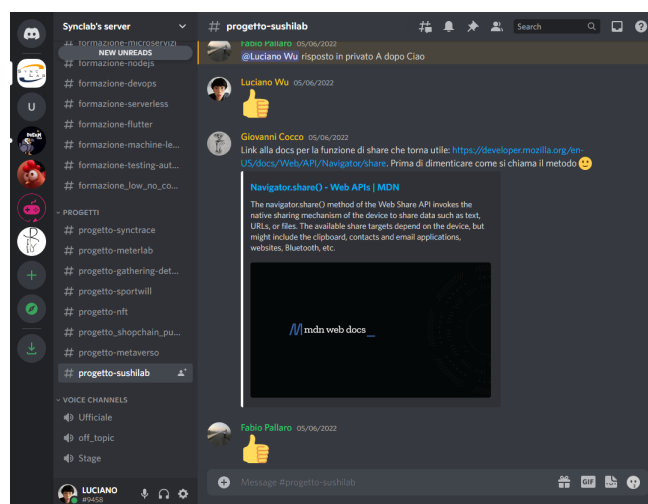 Synclab's server
# formazione-microservizi
NEW UNREADS
# formazione-nodejs
# formazione-devops
# formazione-serverless
# formazione-flutter
# formazione-machine-le...
# formazione-testing-aut...
# formazione_low_no_co...
PROGETTI
# progetto-synctrace
# progetto-meterlab
# progetto-gathering-det...
# progetto-sportwill
# progetto-nft
# progetto_shopchain_pu...
# progetto-metaverso
# progetto-sushilab
VOICE CHANNELS
Ufficiale
off_topic
Stage
LUCIANO
#9458
U
# progetto-sushilab
Search
Fabio Pallaro 05/06/2022
@Luciano Wu risposto in privato A dopo Ciao
Luciano Wu 05/06/2022
Giovanni Cocco 05/06/2022
Link alla docs per la funzione di share che torna utile: https://developer.mozilla.org/en-
US/docs/Web/API/Navigator/share. Prima di dimenticare come si chiama il metodo
Navigator.share() - Web APIs | MDN
The navigator.share() method of the Web Share API invokes the
native sharing mechanism of the device to share data such as text,
URLs, or files. The available share targets depend on the device, but
might include the clipboard, contacts and email applications,
websites, Bluetooth, etc.
mdn web docs_
Fabio Pallaro 05/06/2022
Message #progetto-sushilab
GIF